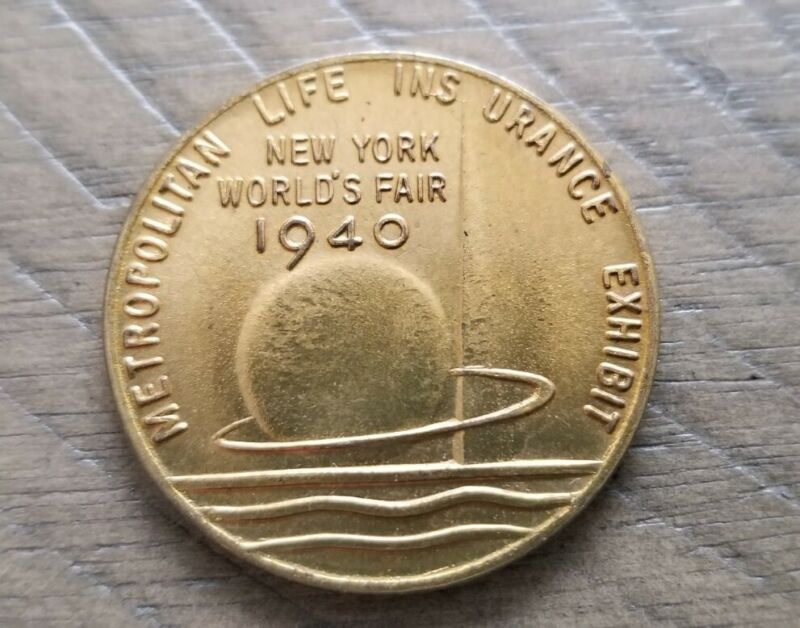 METROPOLITAN LIFE INSURANCE EXHIBIT
NEW YORK
WORLD'S FAIR
1940